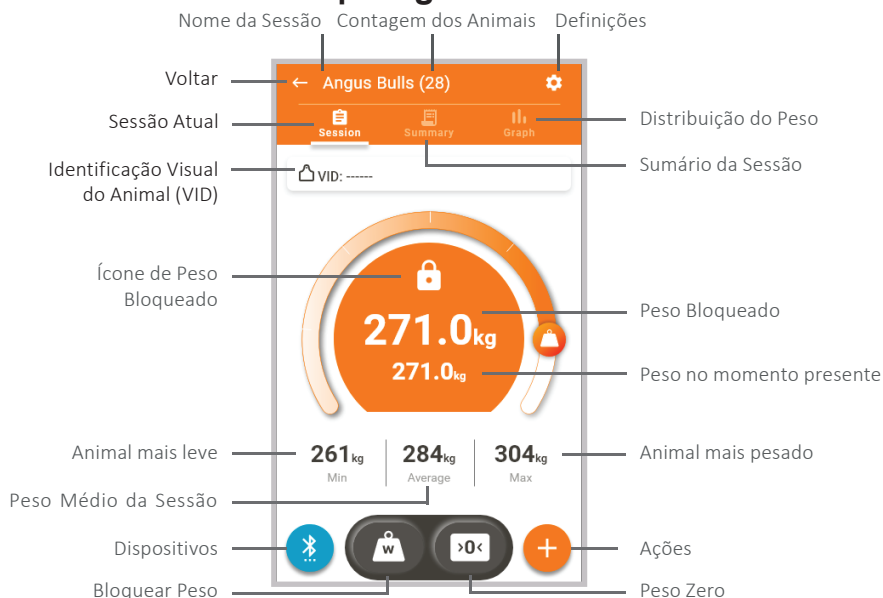 Nome da Sessão Contagem dos Animais Definições
Voltar
Angus Bulls (28)
Sessão Atual
Session
Summary
Graph
Distribuição do Peso
Sumário da Sessão
Identificação Visual
do Animal (VID)
VID: ------
Ícone de Peso
Bloqueado
271.0kg
Peso Bloqueado
271.0kg
Peso no momento presente
Animal mais leve
261 kg
Min
284kg
Average
304kg
Max
Animal mais pesado
Peso Médio da Sessão
Dispositivos
W
>0<
Ações
Bloquear Peso
Peso Zero